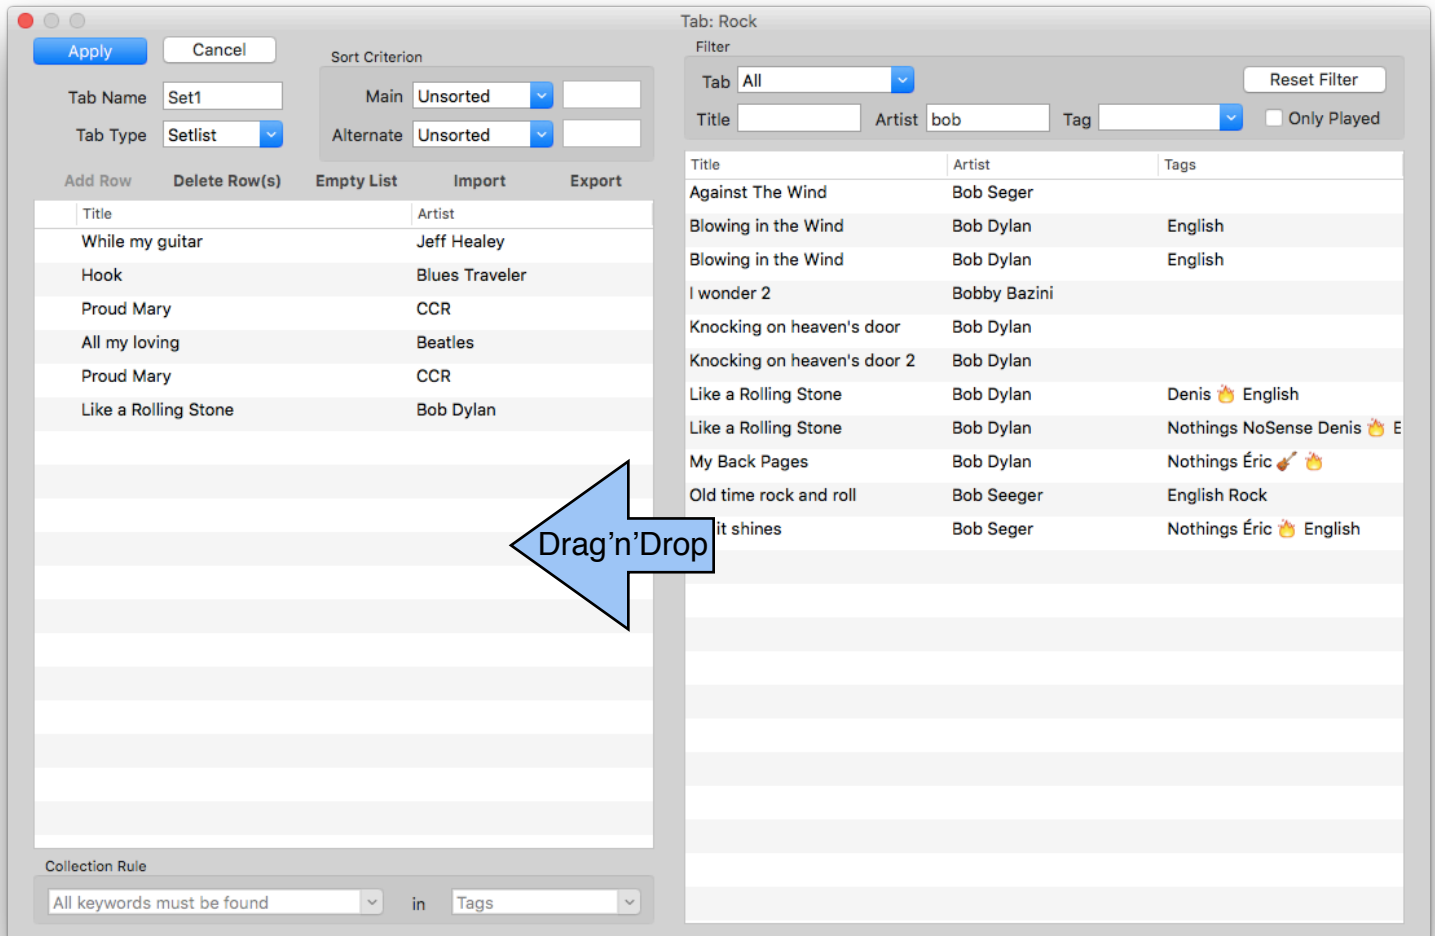 Tab: Rock
Apply Cancel
Sort Criterion
Tab Name Set1 Main Unsorted
Tab Type Setlist Alternate Unsorted
Add Row Delete Row(s) Empty List Import Export
Title Artist
While my guitar Jeff Healey
Hook Blues Traveler
Proud Mary CCR
All my loving Beatles
Proud Mary CCR
Like a Rolling Stone Bob Dylan
Drag’n’Drop
Collection Rule
All keywords must be found in Tags
Filter
Tab All Reset Filter
Title Artist bob Tag Only Played
Title Artist Tags
Against The Wind Bob Seger
Blowing in the Wind Bob Dylan English
Blowing in the Wind Bob Dylan English
I wonder 2 Bobby Bazini
Knocking on heaven's door Bob Dylan
Knocking on heaven's door 2 Bob Dylan
Like a Rolling Stone Bob Dylan Denis 🔥 English
Like a Rolling Stone Bob Dylan Nothings NoSense Denis 🔥 E
My Back Pages Bob Dylan Nothings Éric 🎸 🔥
Old time rock and roll Bob Seeger English Rock
it shines Bob Seger Nothings Éric 🔥 English